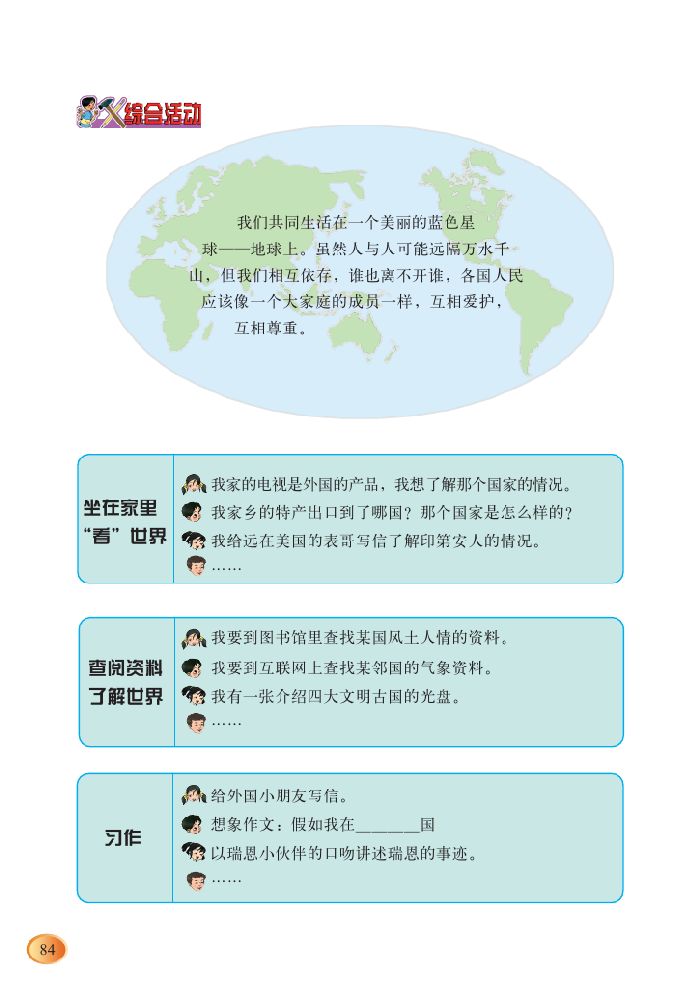 综合活动
我们共同生活在一个美丽的蓝色星
球——地球上。虽然人与人可能远隔万水千
山，但我们相互依存，谁也离不开谁，各国人民
应该像一个大家庭的成员一样，互相爱护，
互相尊重。
坐在家里
“看”世界
我家的电视是外国的产品，我想了解那个国家的情况。
我家乡的特产出口到了哪国？那个国家是怎么样的？
我给远在美国的表哥写信了解印第安人的情况。
……
查阅资料
了解世界
我要到图书馆里查找某国风土人情的资料。
我要到互联网上查找某邻国的气象资料。
我有一张介绍四大文明古国的光盘。
……
习作
给外国小朋友写信。
想象作文：假如我在________国
以瑞恩小伙伴的口吻讲述瑞恩的事迹。
……
84